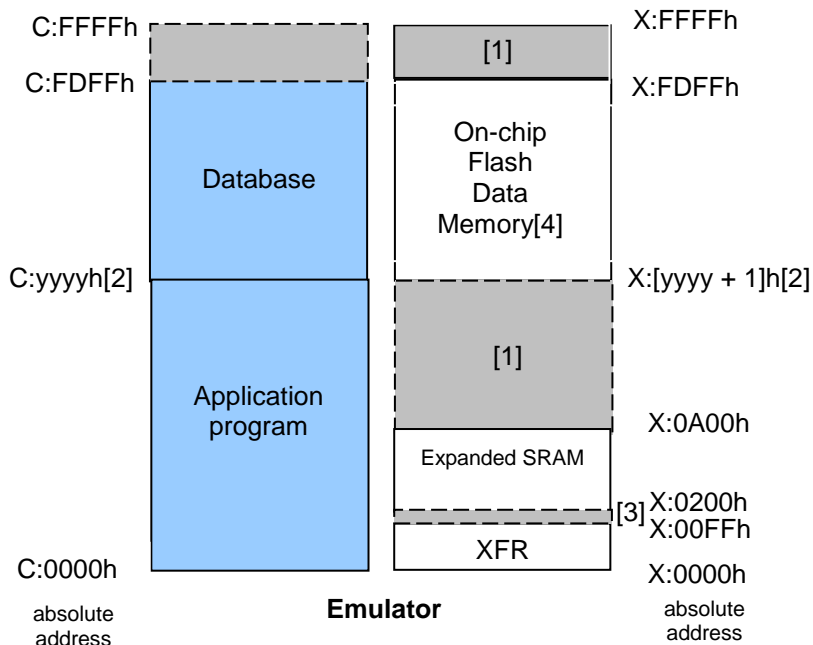 C:FFFFh
X:FFFFh
[1]
C:FDFFh
X:FDFFh
Database
On-chip
Flash
Data
Memory[4]
C:yyyyh[2]
X:[yyyy + 1]h[2]
[1]
Application
program
X:0A00h
Expanded SRAM
X:0200h
[3]
X:00FFh
XFR
C:0000h
X:0000h
absolute
address
Emulator
absolute
address